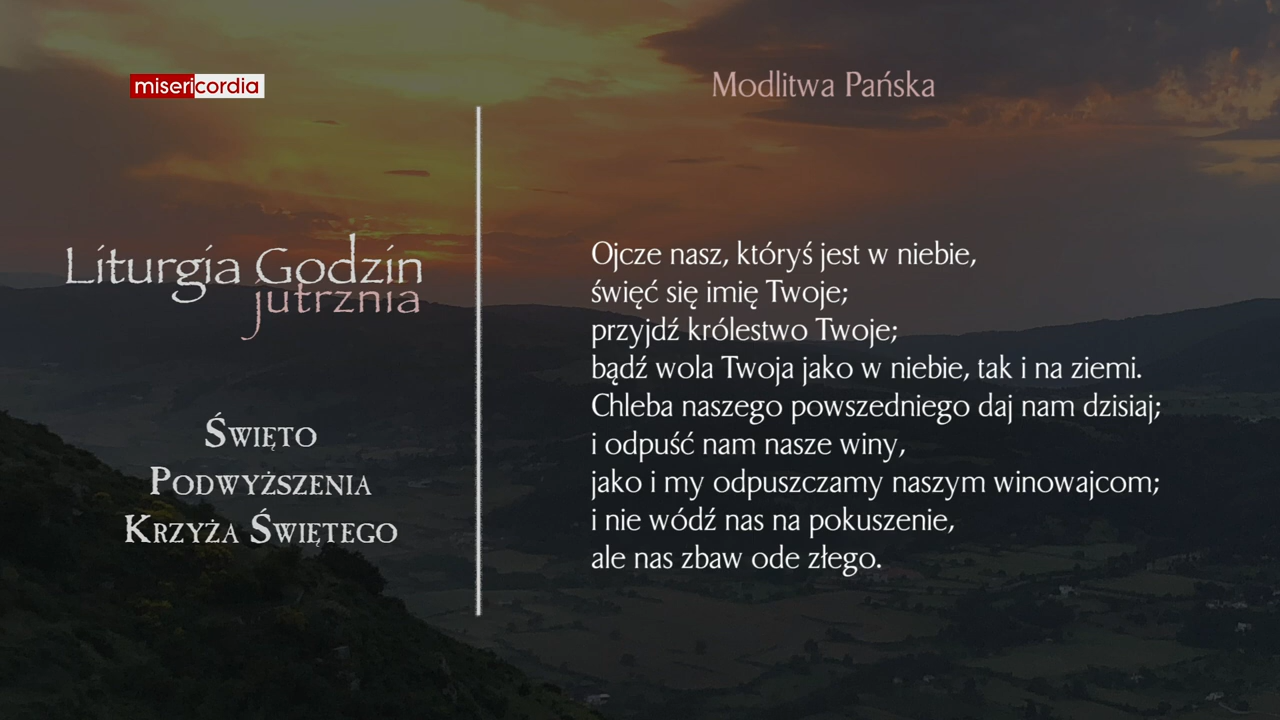 misericordia
Liturgia Godzin
jutrznia
Święto
Podwyższenia
Krzyża Świętego
Modlitwa Pańska
Ojcze nasz, któryś jest w niebie,
święć się imię Twoje;
przyjdź królestwo Twoje;
bądź wola Twoja jako w niebie, tak i na ziemi.
Chleba naszego powszedniego daj nam dzisiaj;
i odpuść nam nasze winy,
jako i my odpuszczamy naszym winowajcom;
i nie wódź nas na pokuszenie,
ale nas zbaw ode złego.